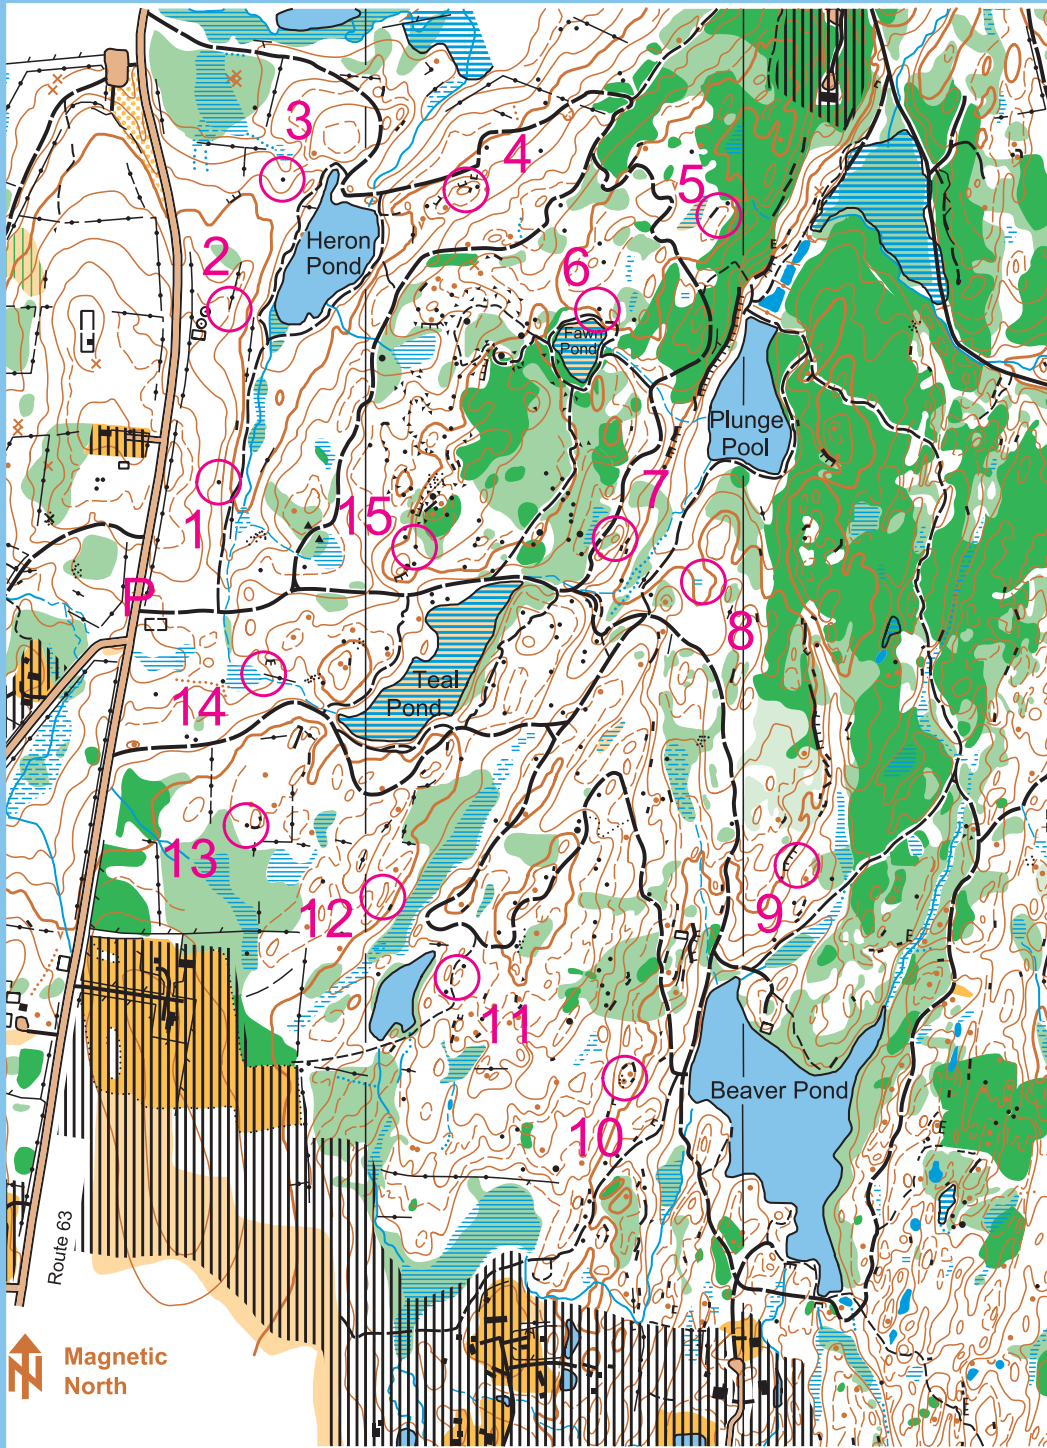 3
4
5
2
Heron
Pond
6
Fawn
Pond
Plunge
Pool
7
15
1
P
8
Teal
Pond
14
13
12
9
11
Beaver Pond
10
Route 63
N
Magnetic
North